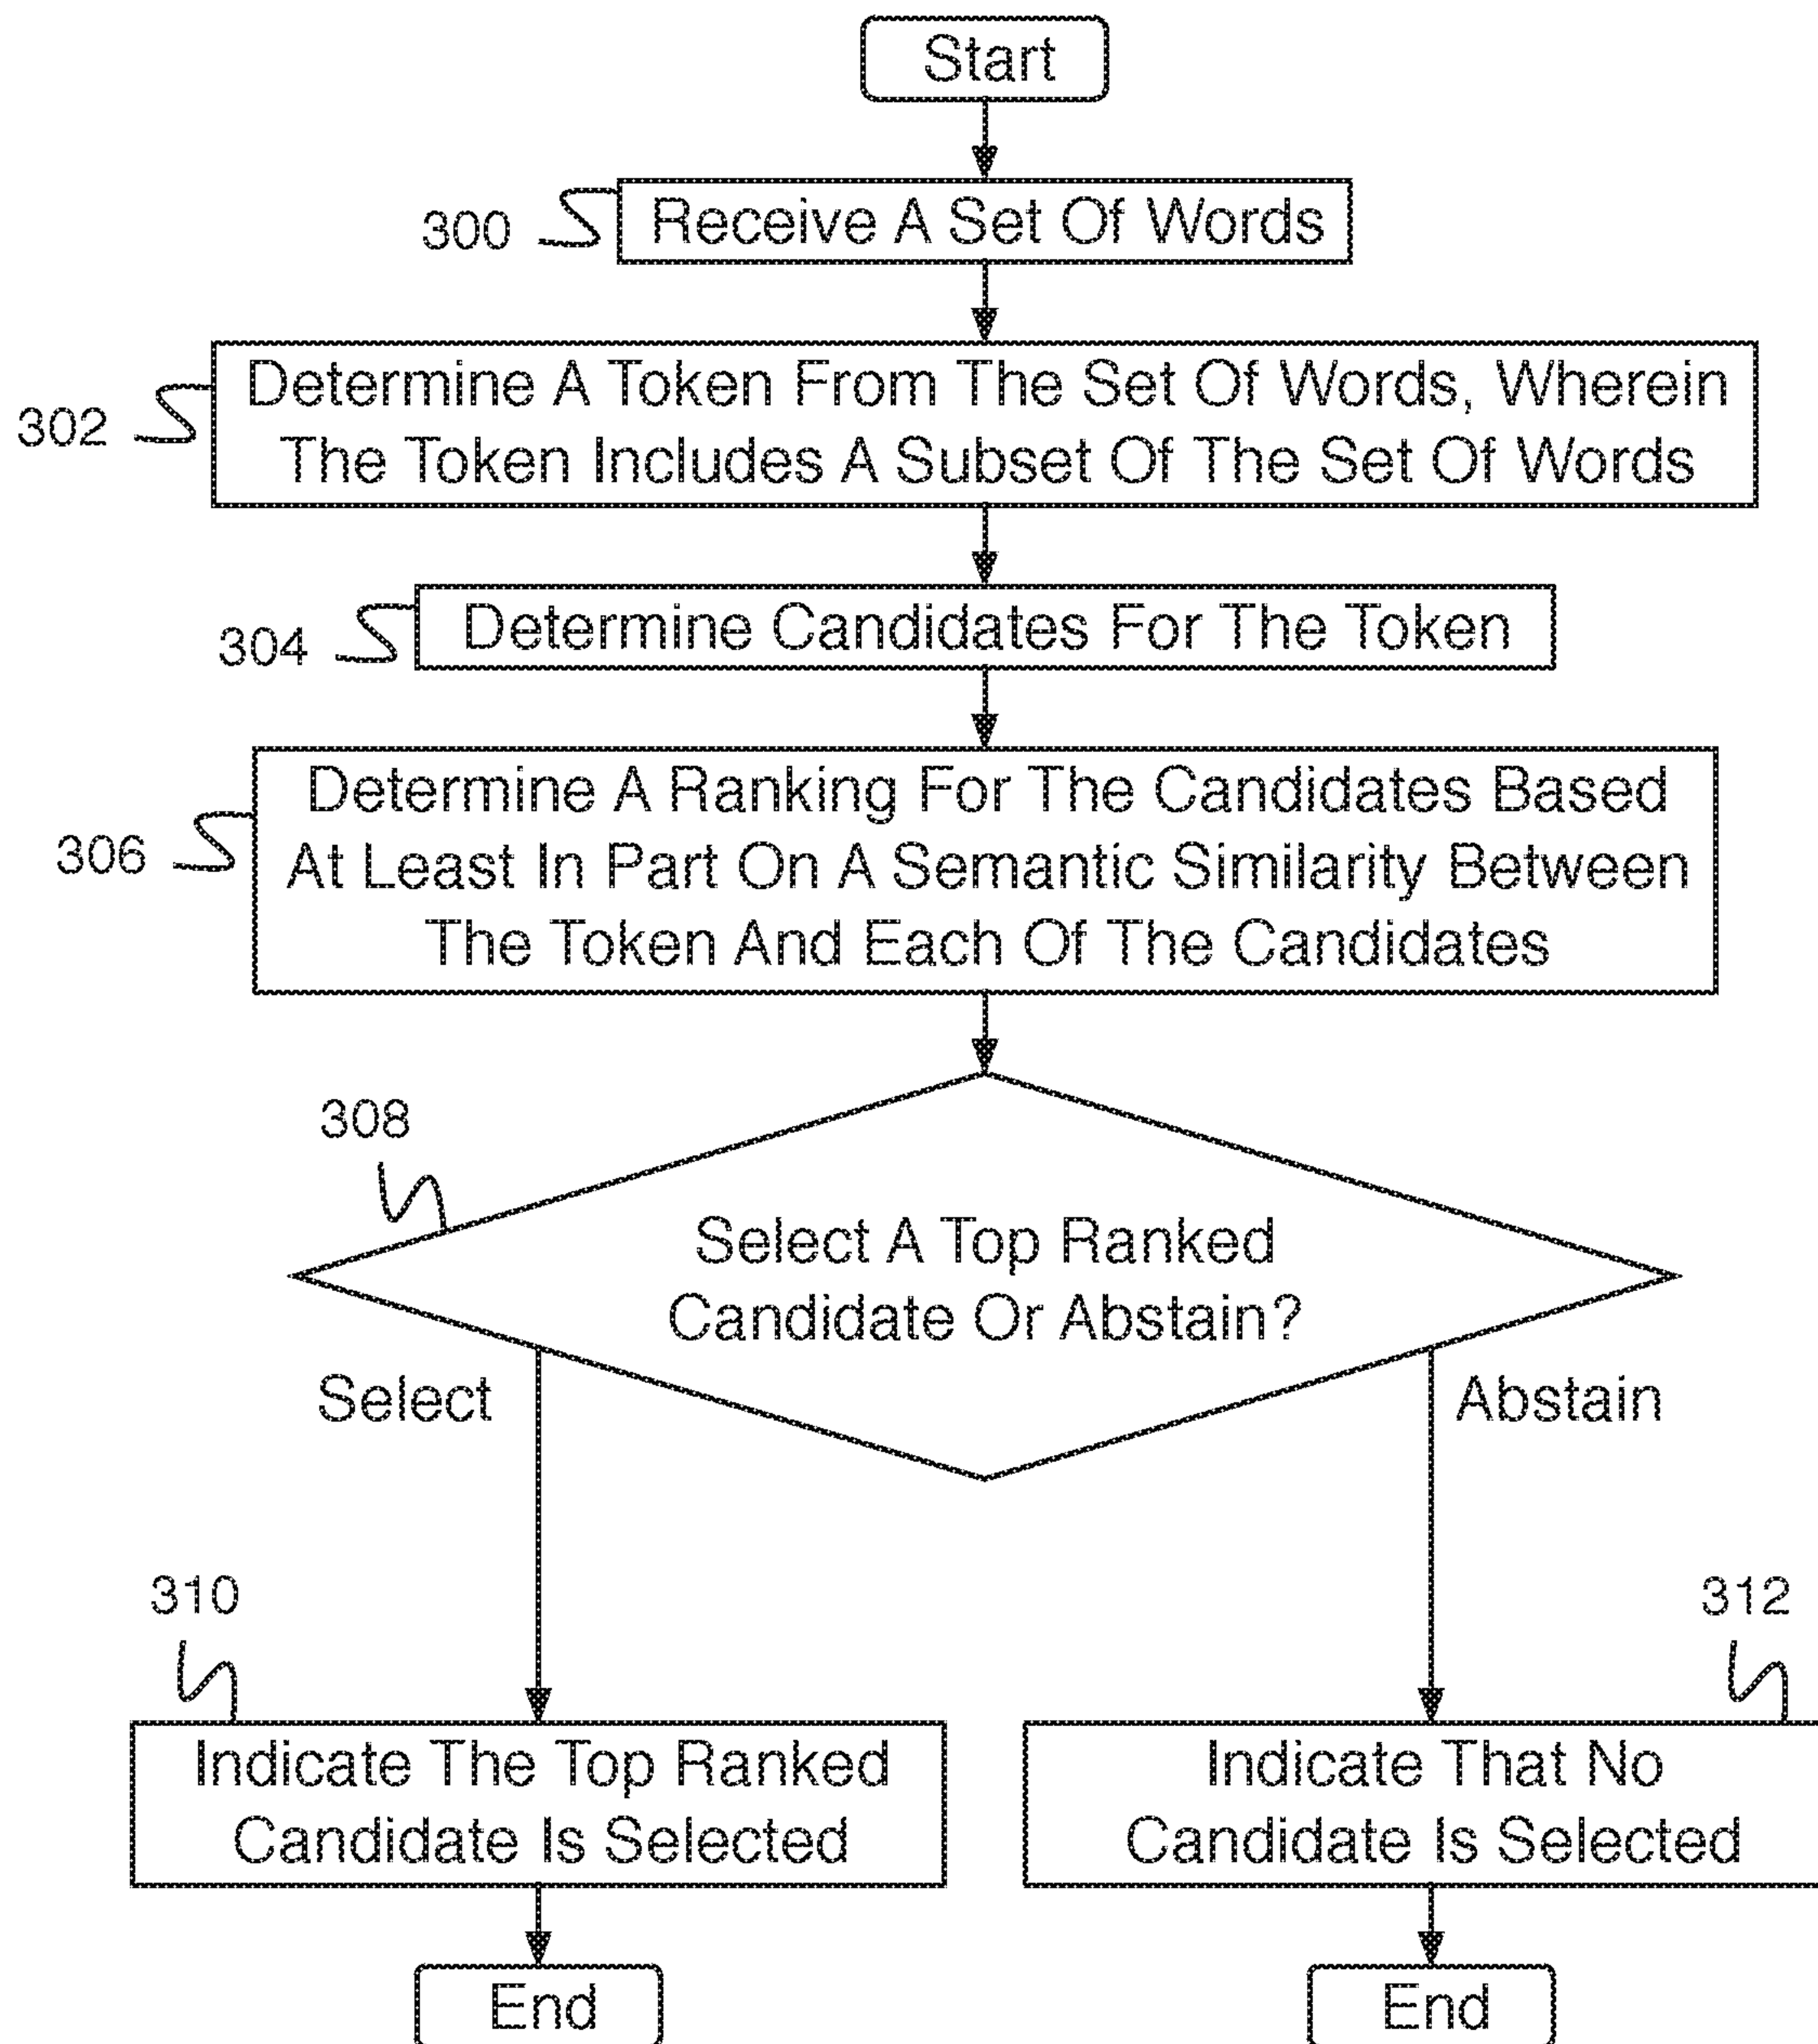 Start
300
Receive A Set Of Words
302
Determine A Token From The Set Of Words, Wherein
The Token Includes A Subset Of The Set Of Words
304
Determine Candidates For The Token
306
Determine A Ranking For The Candidates Based
At Least In Part On A Semantic Similarity Between
The Token And Each Of The Candidates
308
Select A Top Ranked
Candidate Or Abstain?
Select
Abstain
310
Indicate The Top Ranked
Candidate Is Selected
312
Indicate That No
Candidate Is Selected
End
End